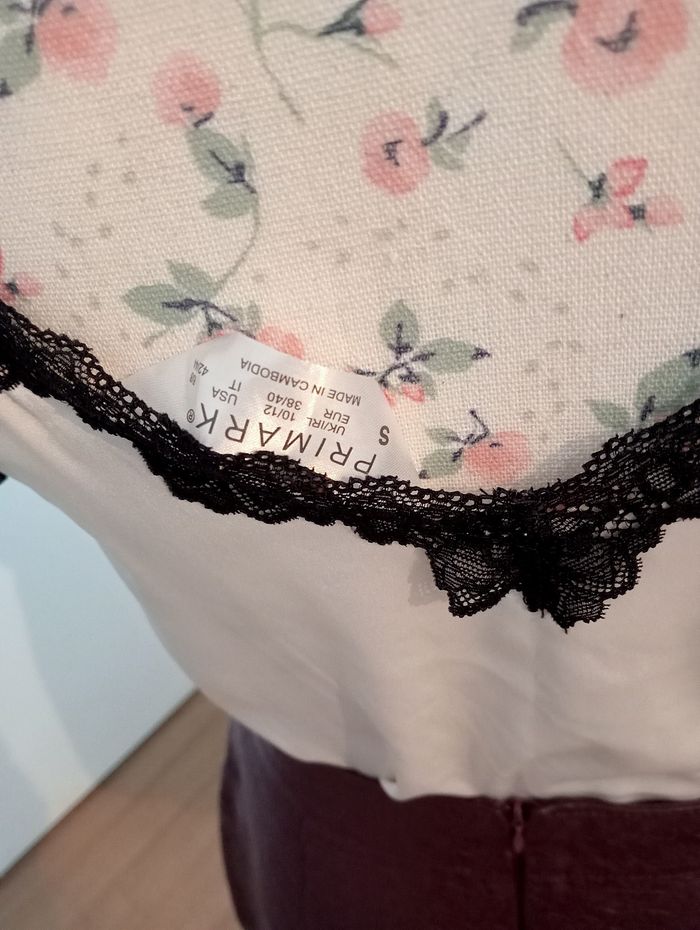 S
PRIMARK®
UK/IRL 10/12
EUR 38/40
USA
IT
MADE IN CAMBODIA